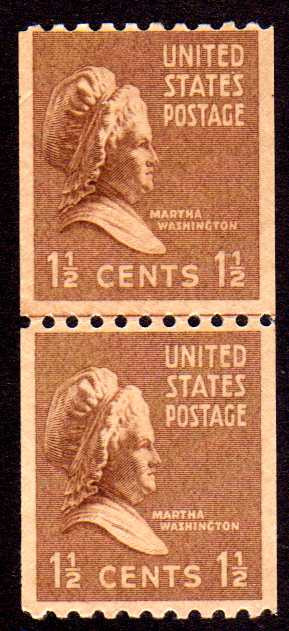 UNITED
STATES
POSTAGE
MARTHA
WASHINGTON
1½ CENTS 1½
UNITED
STATES
POSTAGE
MARTHA
WASHINGTON
1½ CENTS 1½